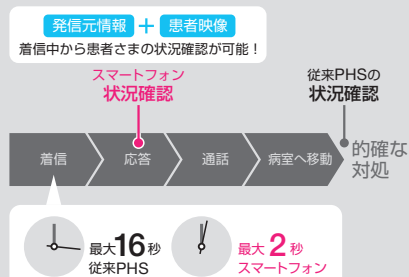 発信元情報 + 患者映像
着信中から患者さまの状況確認が可能！
スマートフォン
状況確認
従来PHSの
状況確認
着信
応答
通話
病室へ移動
的確な
対処
最大16秒
従来PHS
最大2秒
スマートフォン